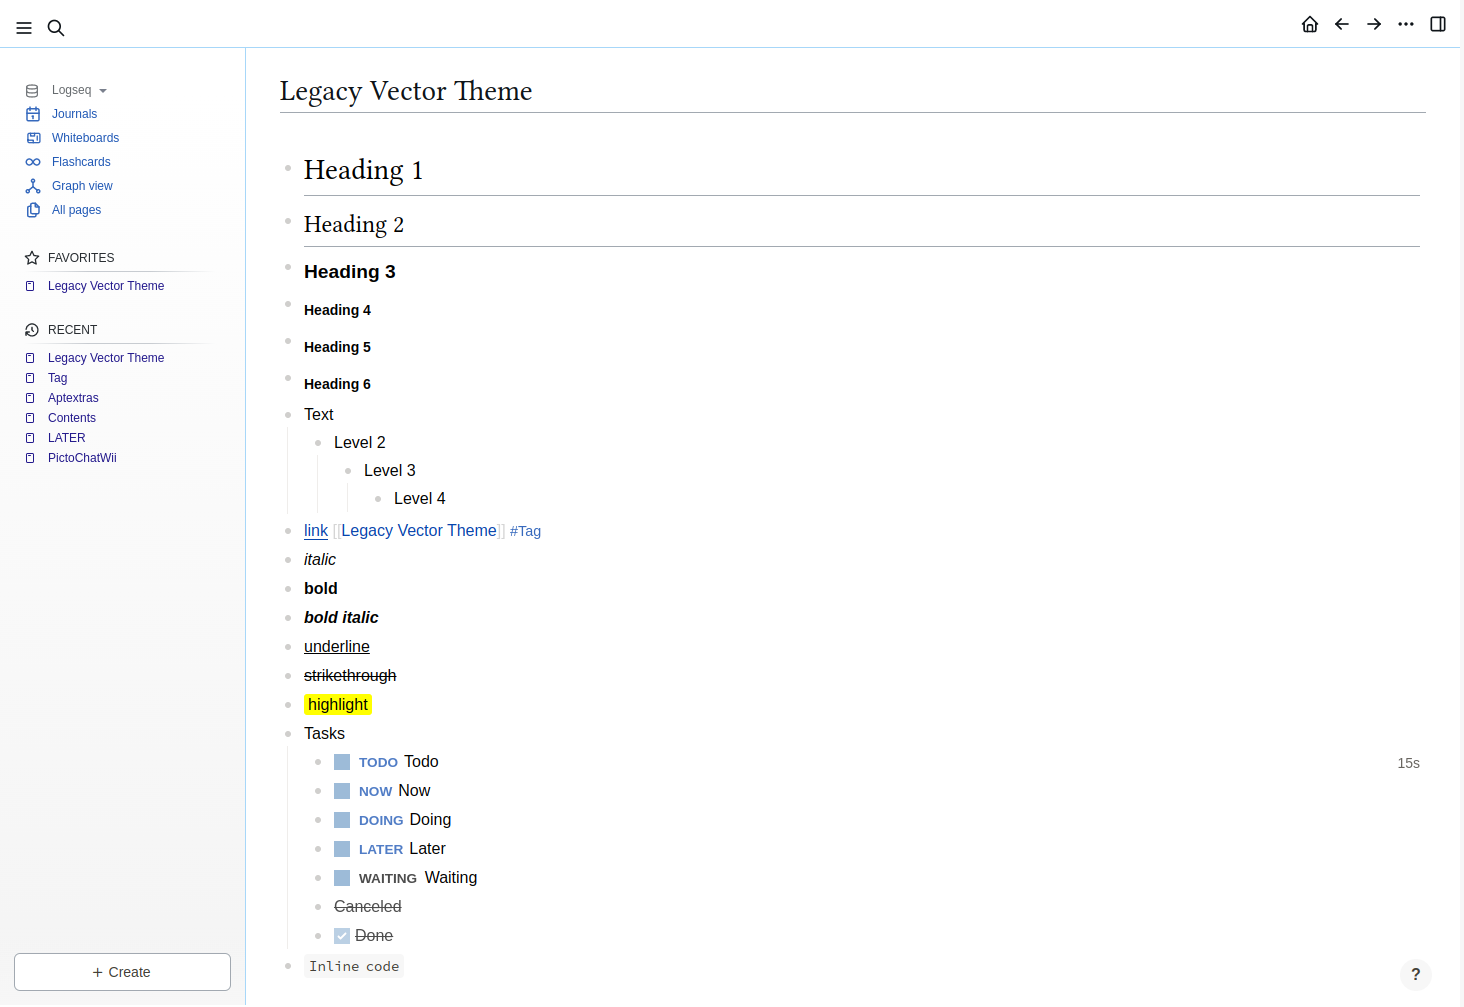 Logseq
Journals
Whiteboards
Flashcards
Graph view
All pages
FAVORITES
Legacy Vector Theme
RECENT
Legacy Vector Theme
Tag
Aptextras
Contents
LATER
PictoChatWii
+ Create
Legacy Vector Theme
Heading 1
Heading 2
Heading 3
Heading 4
Heading 5
Heading 6
Text
Level 2
Level 3
Level 4
link [[Legacy Vector Theme]] #Tag
italic
bold
bold italic
underline
strikethrough
highlight
Tasks
TODO Todo 15s
NOW Now
DOING Doing
LATER Later
WAITING Waiting
Canceled
Done
Inline code
?